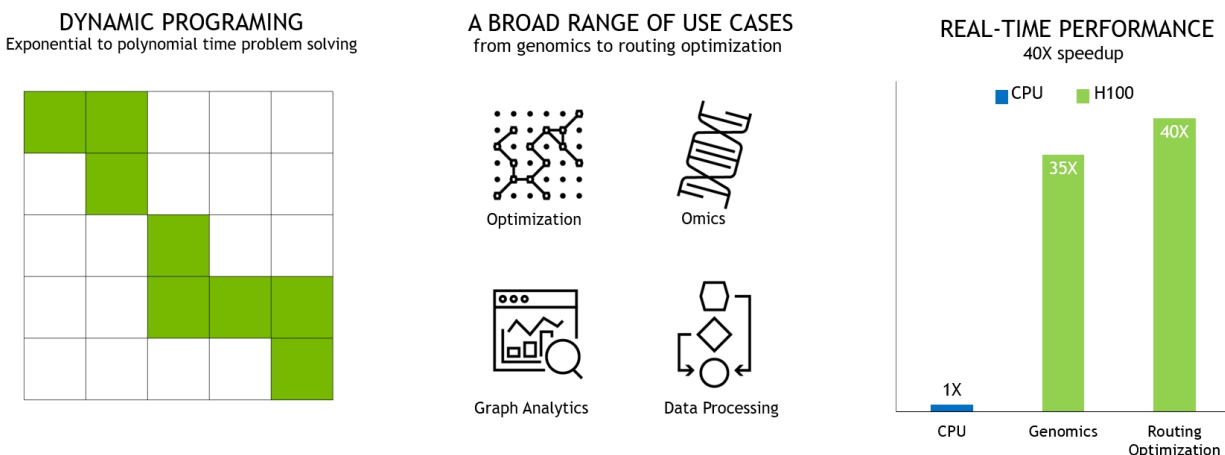 DYNAMIC PROGRAMING
Exponential to polynomial time problem solving
A BROAD RANGE OF USE CASES
from genomics to routing optimization
Optimization
Omics
Graph Analytics
Data Processing
REAL-TIME PERFORMANCE
40X speedup
CPU
H100
40X
35X
1X
CPU
Genomics
Routing
Optimization